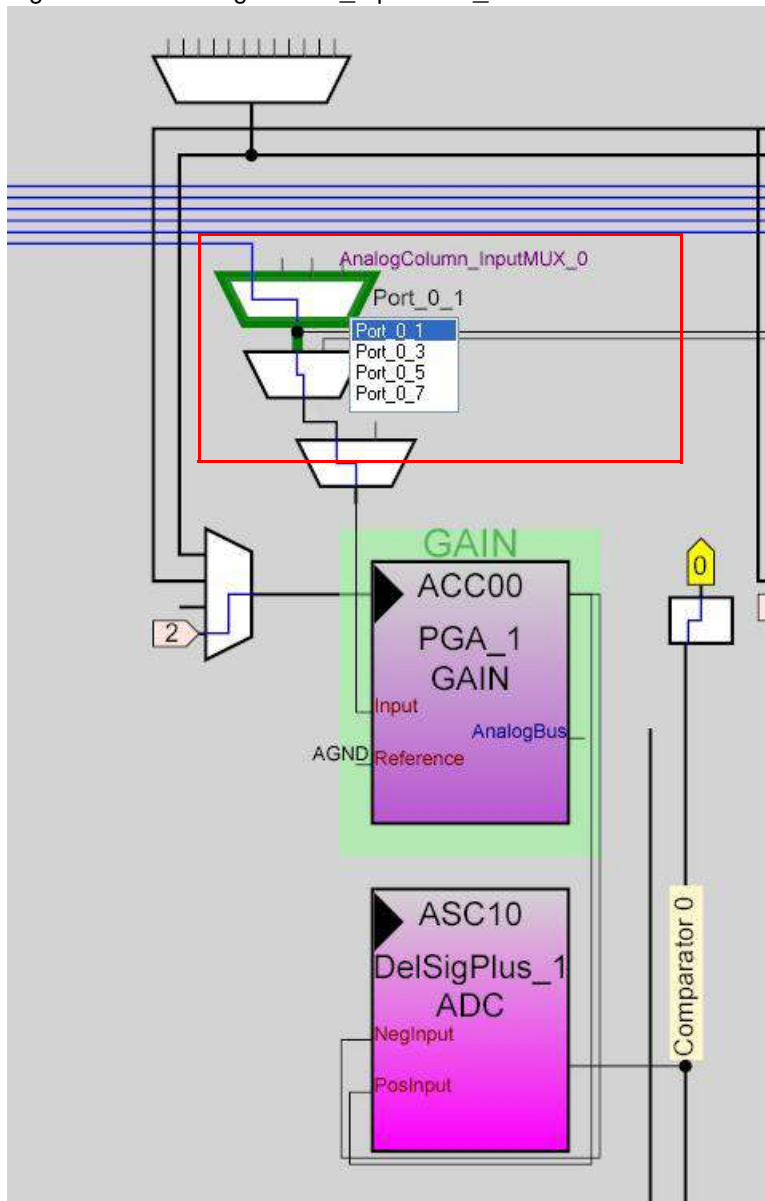 AnalogColumn_InputMUX_0
Port_0_1
Port_0_1
Port_0_3
Port_0_5
Port_0_7
GAIN
ACC00
0
PGA_1
2
GAIN
Input
AnalogBus
AGND
Reference
ASC10
Comparator 0
DelSigPlus_1
ADC
NegInput
PosInput